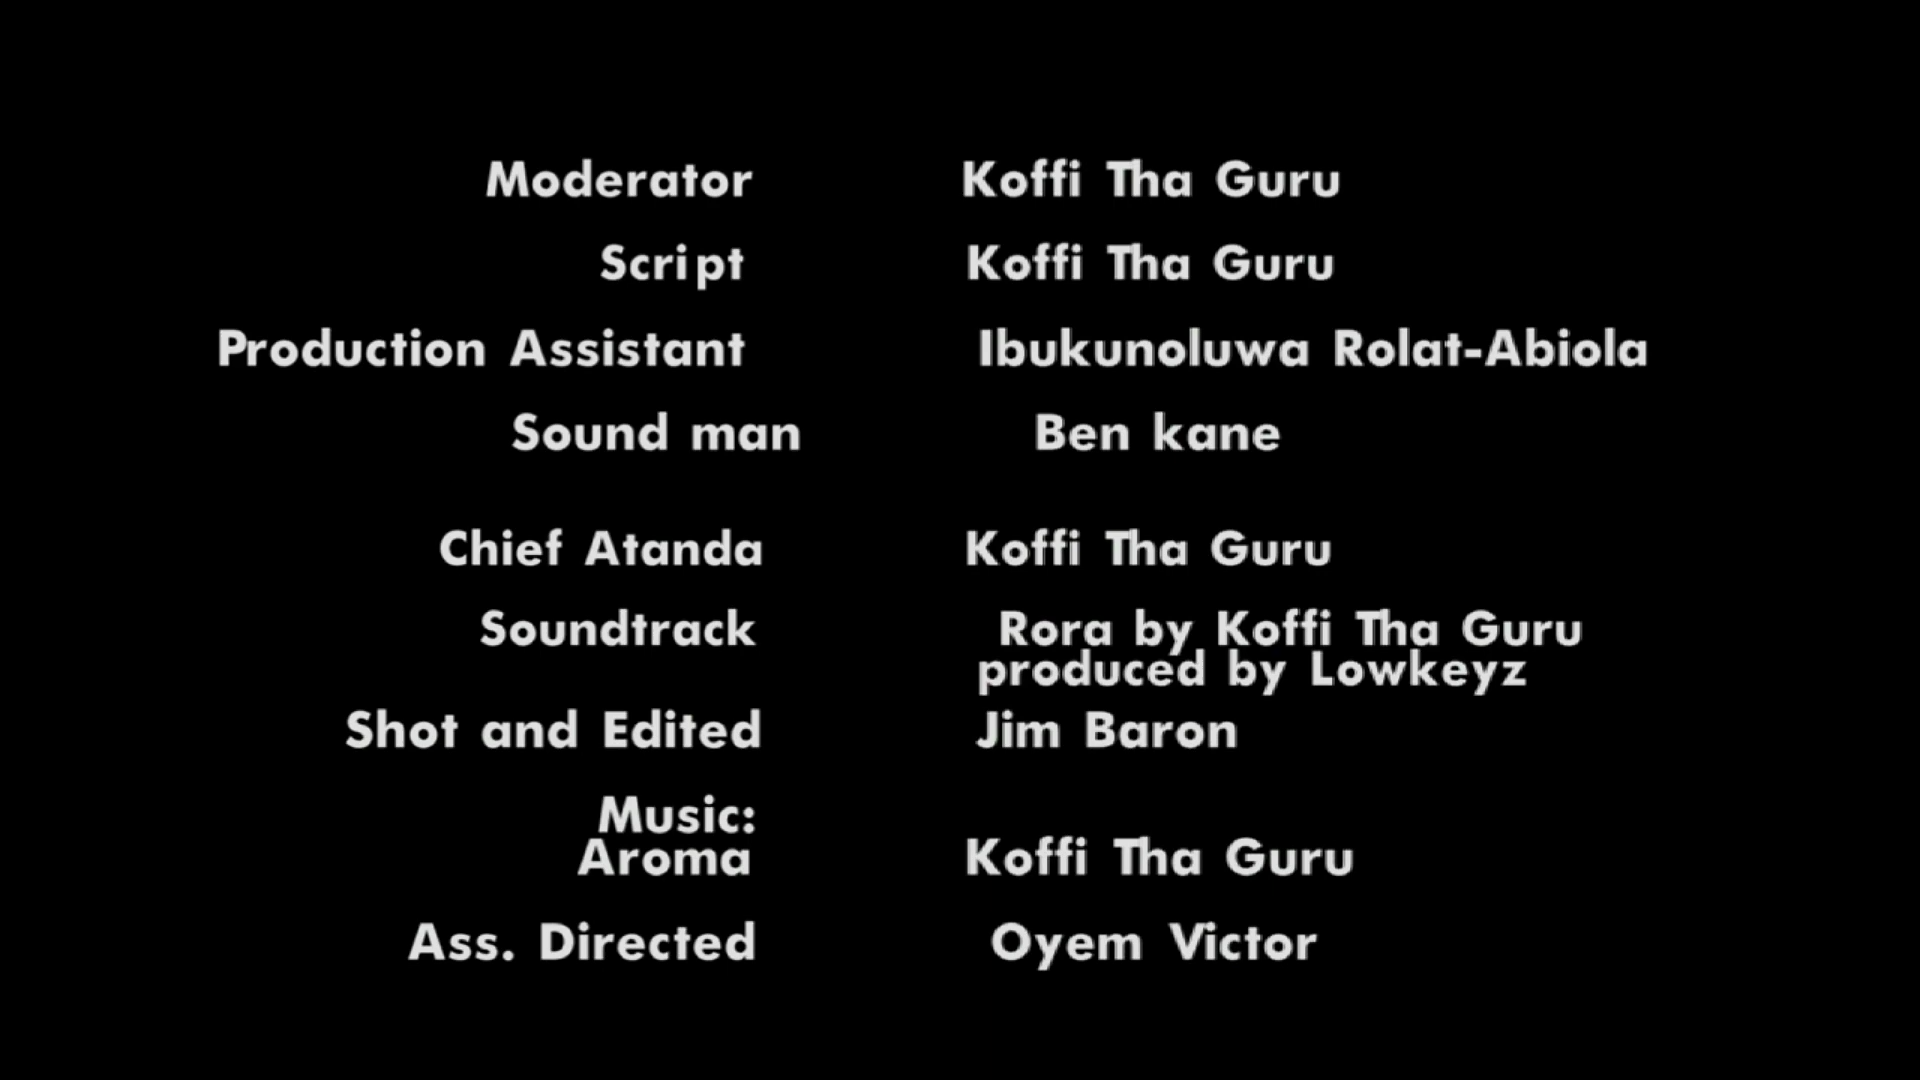 Moderator Koffi Tha Guru
Script Koffi Tha Guru
Production Assistant Ibukunoluwa Rolat-Abiola
Sound man Ben kane
Chief Atanda Koffi Tha Guru
Soundtrack Rora by Koffi Tha Guru
produced by Lowkeyz
Shot and Edited Jim Baron
Music:
Aroma Koffi Tha Guru
Ass. Directed Oyem Victor